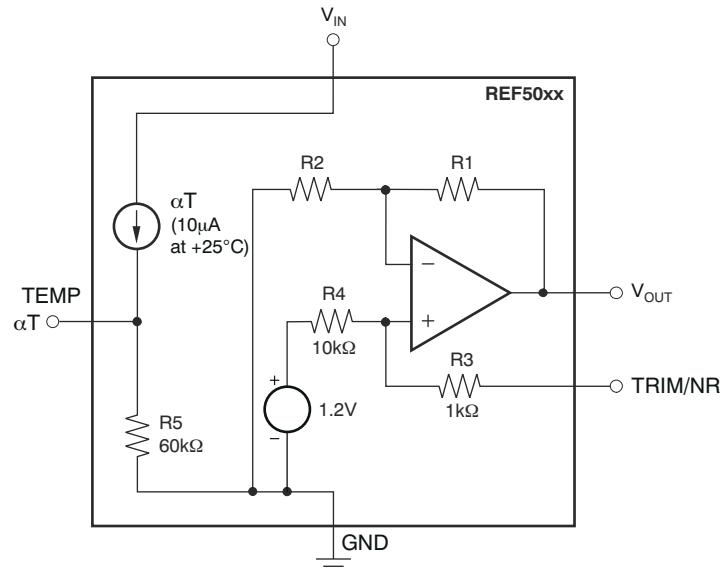 V_IN
REF50xx
R2
R1
αT
(10μA
at +25°C)
−
TEMP
αT
R4
10kΩ
+
V_OUT
R3
1kΩ
TRIM/NR
+
1.2V
−
R5
60kΩ
GND